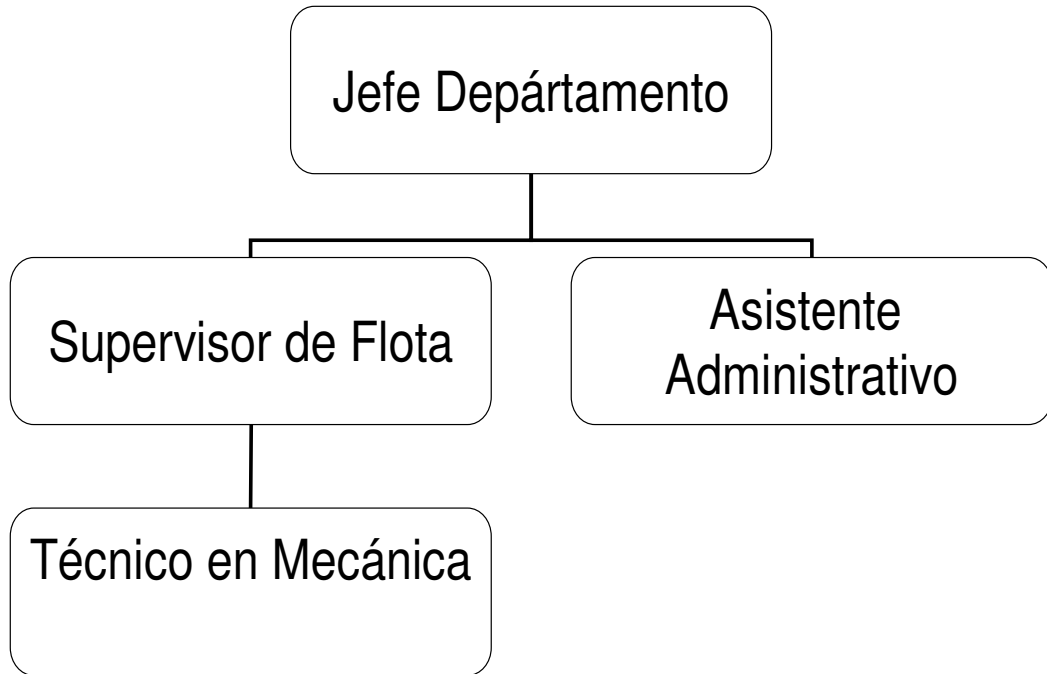 Jefe Depártamento
Supervisor de Flota
Asistente
Administrativo
Técnico en Mecánica